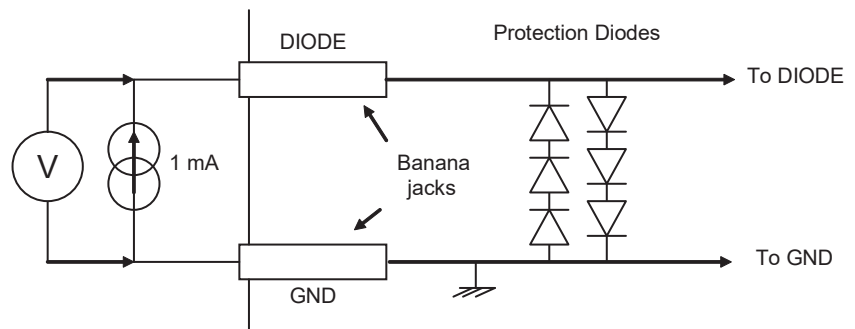 DIODE
Protection Diodes
To DIODE
V
1 mA
Banana
jacks
To GND
GND